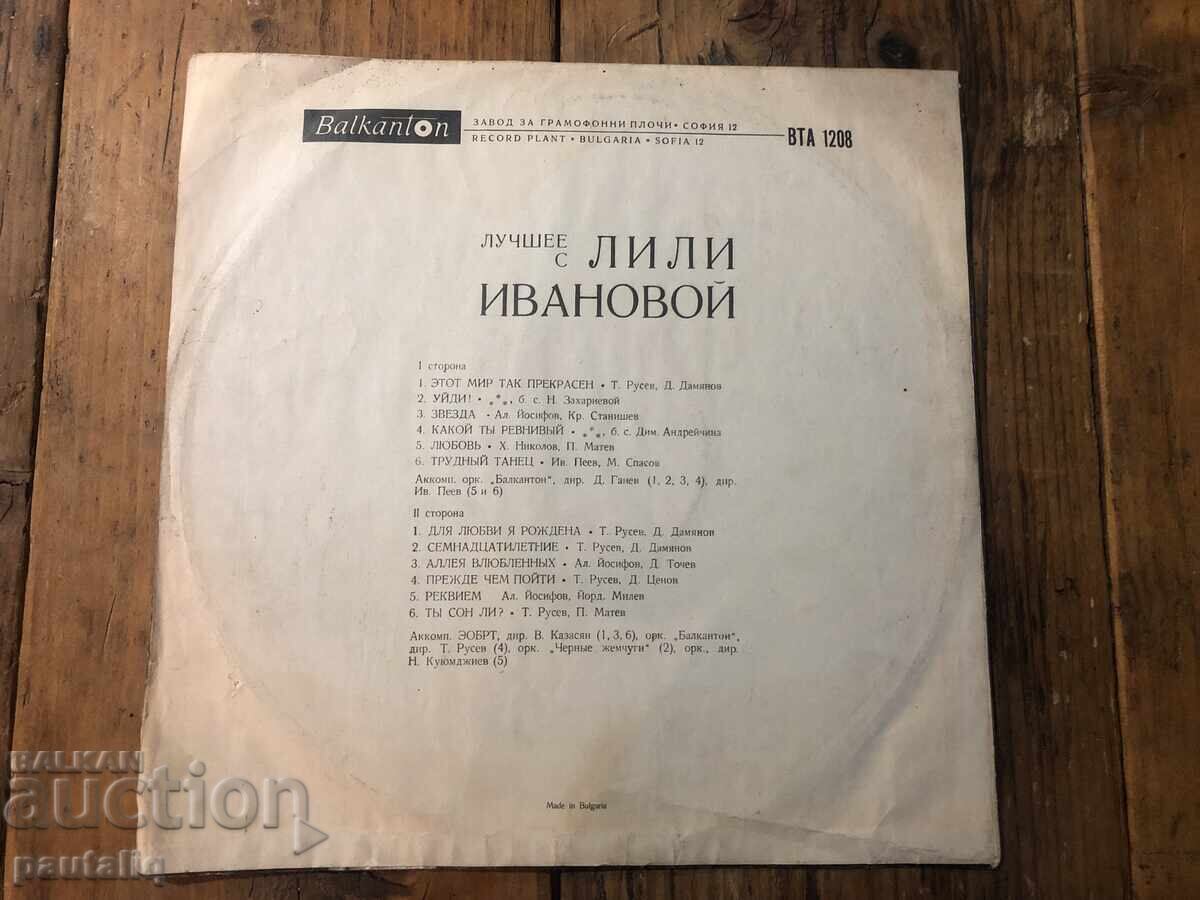 Balkanton
ЗАВОД ЗА ГРАМОФОННИ ПЛОЧИ • СОФИЯ 12
RECORD PLANT • BULGARIA • SOFIA 12
ВТА 1208
ЛУЧШЕЕ С ЛИЛИ
ИВАНОВОЙ
I сторона
1. ЭТОТ МИР ТАК ПРЕКРАСЕН • Т. Русев, Д. Дамянов
2. УЙДИ! • „*„, б. с. Н. Захариевой
3. ЗВЕЗДА • Ал. Йосифов, Кр. Станишев
4. КАКОЙ ТЫ РЕВНИВЫЙ • „*„, б. с. Дим. Андрейчина
5. ЛЮБОВЬ • Х. Николов, П. Матев
6. ТРУДНЫЙ ТАНЕЦ • Ив. Пеев, М. Спасов
Аккомп. орк. „Балкантон“, дир. Д. Ганев (1, 2, 3, 4), дир.
Ив. Пеев (5 и 6)
II сторона
1. ДЛЯ ЛЮБВИ Я РОЖДЕНА • Т. Русев, Д. Дамянов
2. СЕМНАДЦАТИЛЕТНИЕ • Т. Русев, Д. Дамянов
3. АЛЛЕЯ ВЛЮБЛЕННЫХ • Ал. Йосифов, Д. Точев
4. ПРЕЖДЕ ЧЕМ ПОЙТИ • Т. Русев, Д. Ценов
5. РЕКВИЕМ Ал. Йосифов, Йорд. Милев
6. ТЫ СОН ЛИ? • Т. Русев, П. Матев
Аккомп. ЭОБРТ, дир. В. Казасян (1, 3, 6), орк. „Балкантон“,
дир. Т. Русев (4), орк. „Черные жемчуги“ (2), орк., дир.
Н. Куюмджиев (5)
Made in Bulgaria
BALKAN
auction
pautaliq